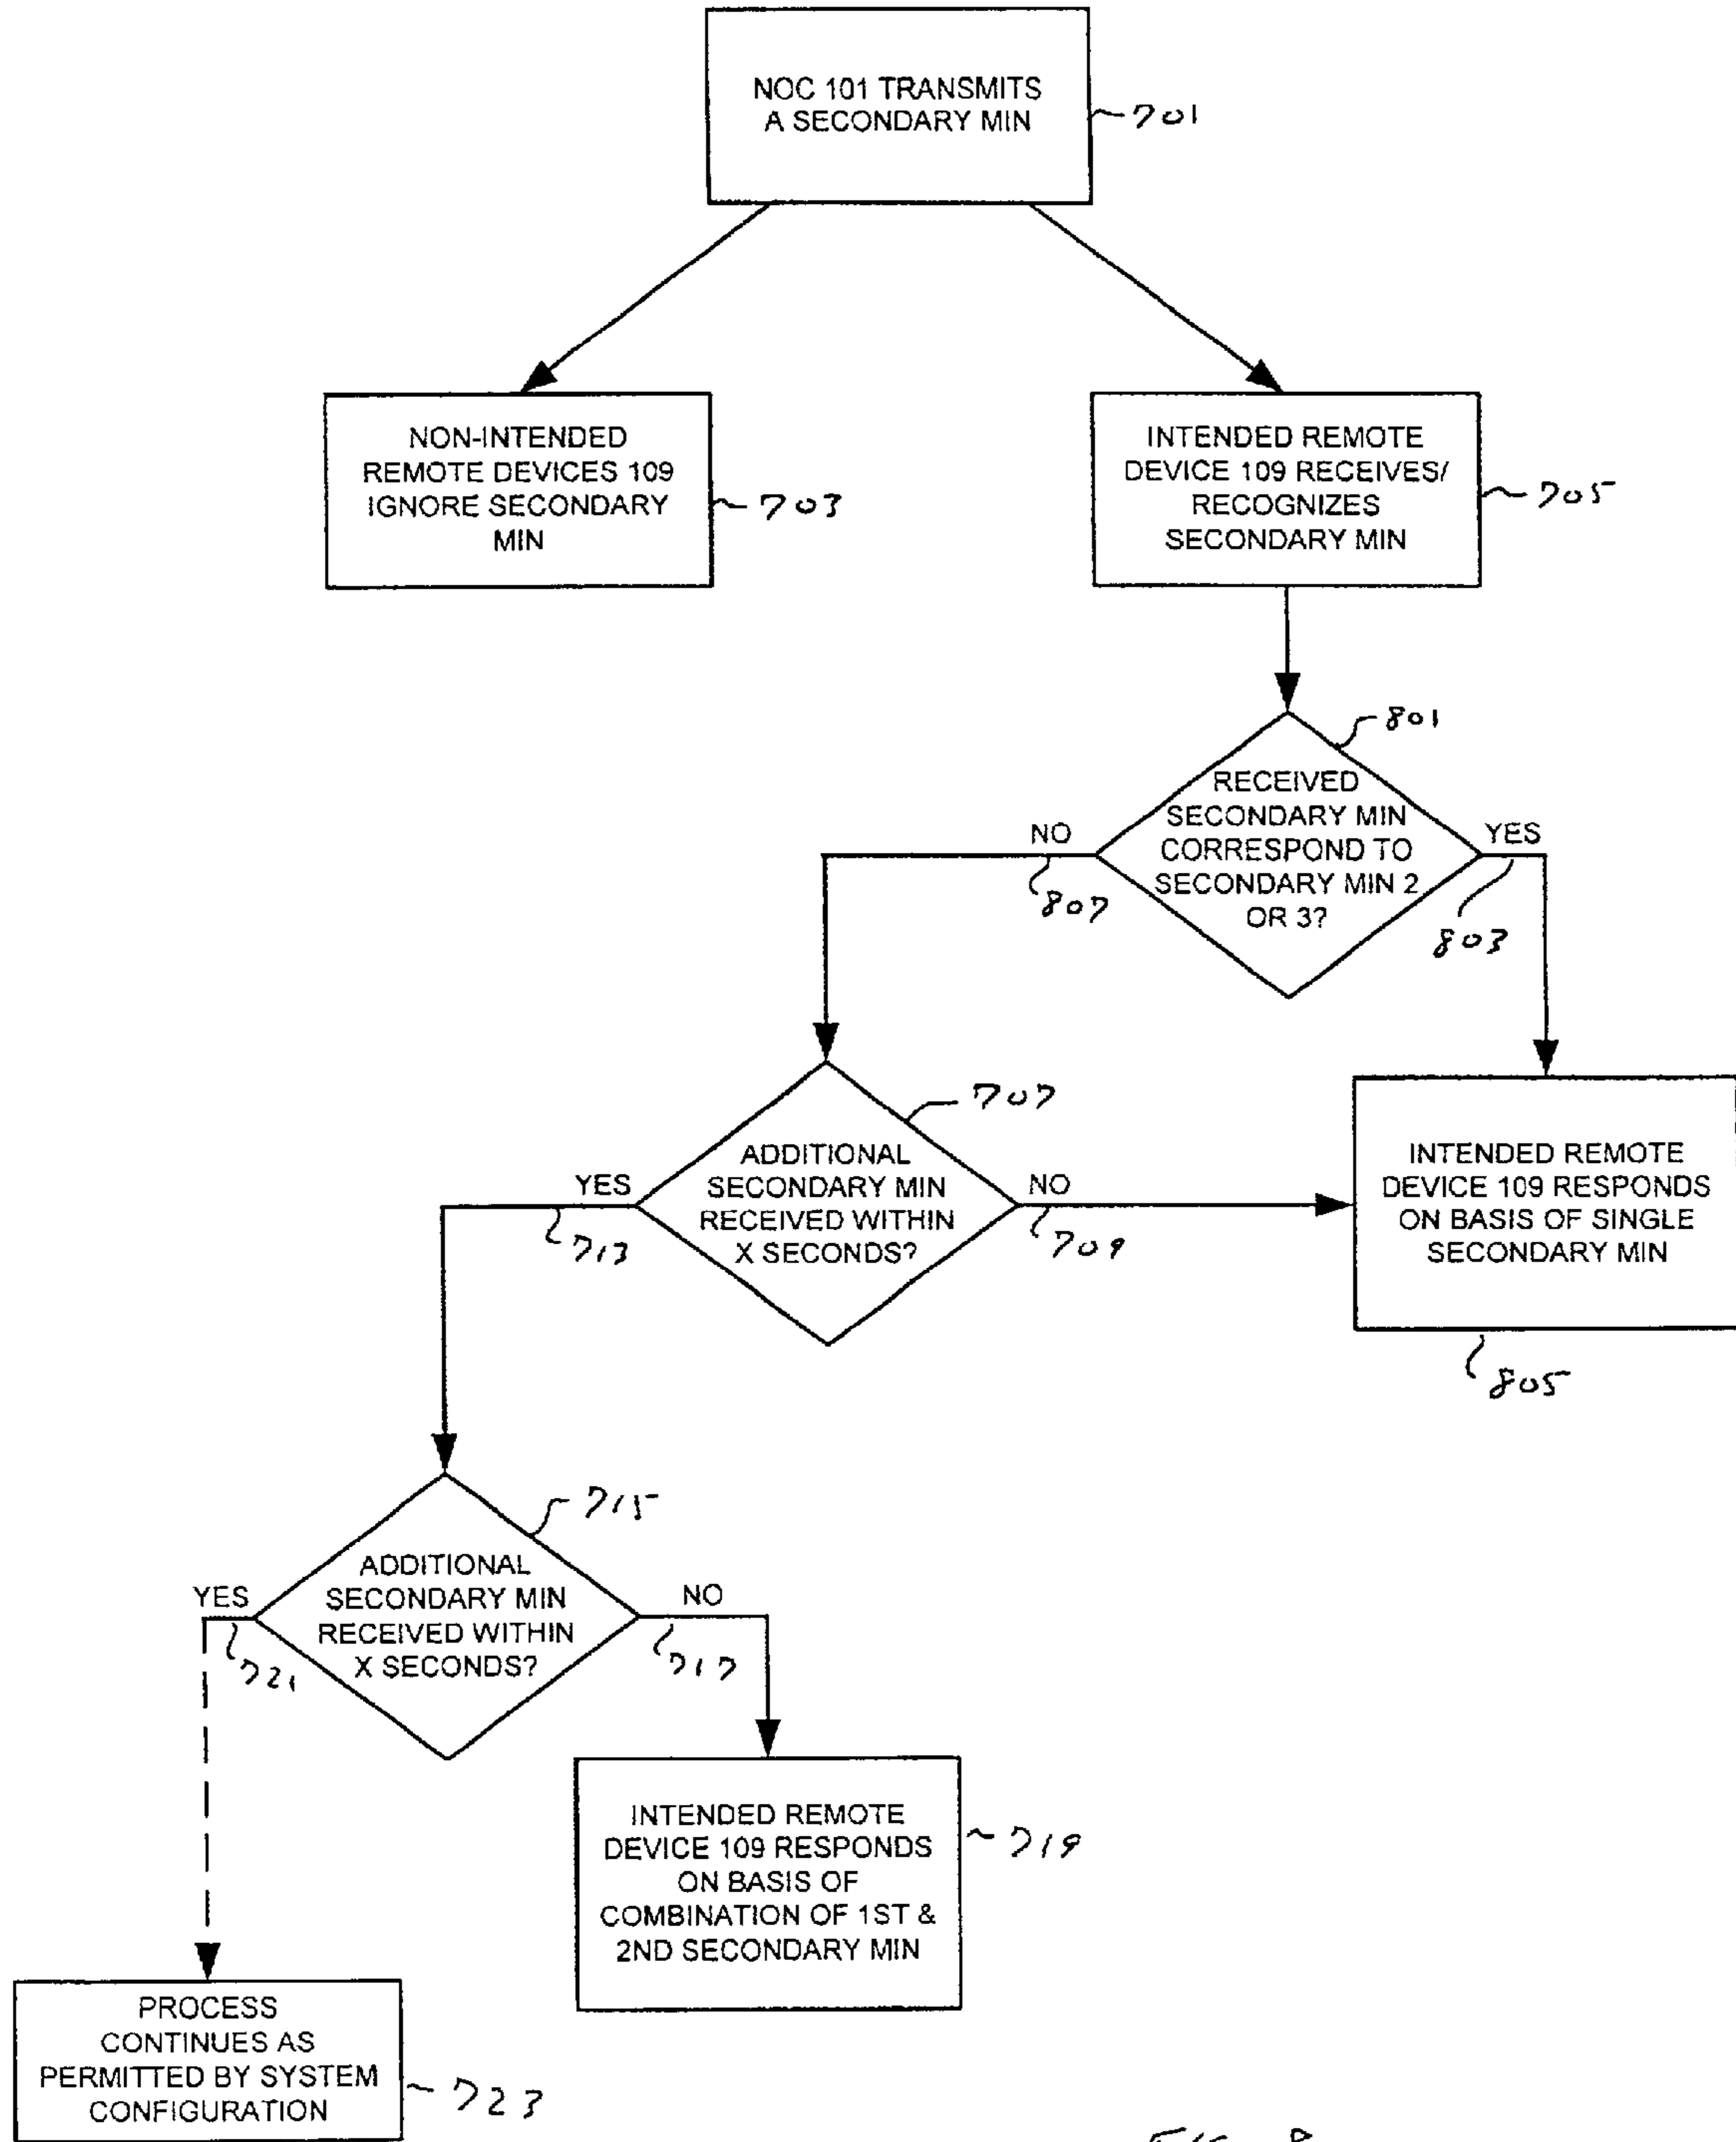 NOC 101 TRANSMITS
A SECONDARY MIN
701
NON-INTENDED
REMOTE DEVICES 109
IGNORE SECONDARY
MIN
703
INTENDED REMOTE
DEVICE 109 RECEIVES/
RECOGNIZES
SECONDARY MIN
705
801
RECEIVED
SECONDARY MIN
CORRESPOND TO
SECONDARY MIN 2
OR 3?
NO
807
YES
803
707
ADDITIONAL
SECONDARY MIN
RECEIVED WITHIN
X SECONDS?
YES
713
NO
709
INTENDED REMOTE
DEVICE 109 RESPONDS
ON BASIS OF SINGLE
SECONDARY MIN
805
715
ADDITIONAL
SECONDARY MIN
RECEIVED WITHIN
X SECONDS?
YES
721
NO
717
INTENDED REMOTE
DEVICE 109 RESPONDS
ON BASIS OF
COMBINATION OF 1ST &
2ND SECONDARY MIN
719
PROCESS
CONTINUES AS
PERMITTED BY SYSTEM
CONFIGURATION
723